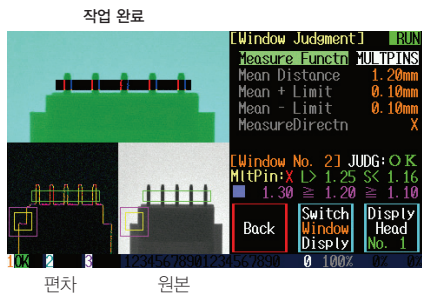 작업 완료
[Window Judgment] RUN
Measure Functn MULTPINS
Mean Distance 1.20mm
Mean + Limit 0.10mm
Mean - Limit 0.10mm
MeasureDirectn X
[Window No. 2] JUDG:OK
MltPin:X L> 1.25 S< 1.16
1.30 ≧ 1.20 ≧ 1.10
Back
Switch Window Disply
Disply Head No. 1
1OK 2 3 12345678901234567890 0 100% 0% 0%
편차 원본